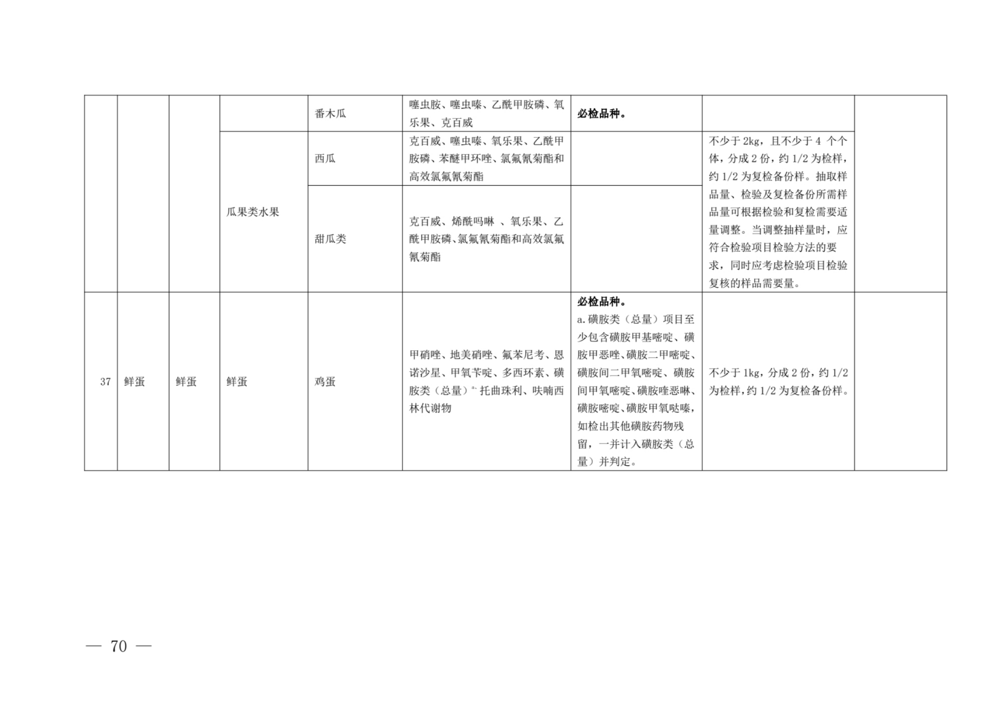 番木瓜
噻虫胺、噻虫嗪、乙酰甲胺磷、氧
乐果、克百威
必检品种。
瓜果类水果
西瓜
克百威、噻虫嗪、氧乐果、乙酰甲
胺磷、苯醚甲环唑、氯氟氰菊酯和
高效氯氟氰菊酯
不少于 2kg，且不少于 4 个个
体，分成 2 份，约 1/2 为检样，
约 1/2 为复检备份样。抽取样
品量、检验及复检备份所需样
品量可根据检验和复检需要适
量调整。当调整抽样量时，应
符合检验项目检验方法的要
求，同时应考虑检验项目检验
复核的样品需要量。
甜瓜类
克百威、烯酰吗啉 、氧乐果、乙
酰甲胺磷、氯氟氰菊酯和高效氯氟
氰菊酯
37
鲜蛋
鲜蛋
鲜蛋
鸡蛋
甲硝唑、地美硝唑、氟苯尼考、恩
诺沙星、甲氧苄啶、多西环素、磺
胺类（总量）a、托曲珠利、呋喃西
林代谢物
必检品种。
a.磺胺类（总量）项目至
少包含磺胺甲基嘧啶、磺
胺甲恶唑、磺胺二甲嘧啶、
磺胺间二甲氧嘧啶、磺胺
间甲氧嘧啶、磺胺喹恶啉、
磺胺嘧啶、磺胺甲氧哒嗪，
如检出其他磺胺药物残
留，一并计入磺胺类（总
量）并判定。
不少于 1kg，分成 2 份，约 1/2
为检样，约 1/2 为复检备份样。
— 70 —